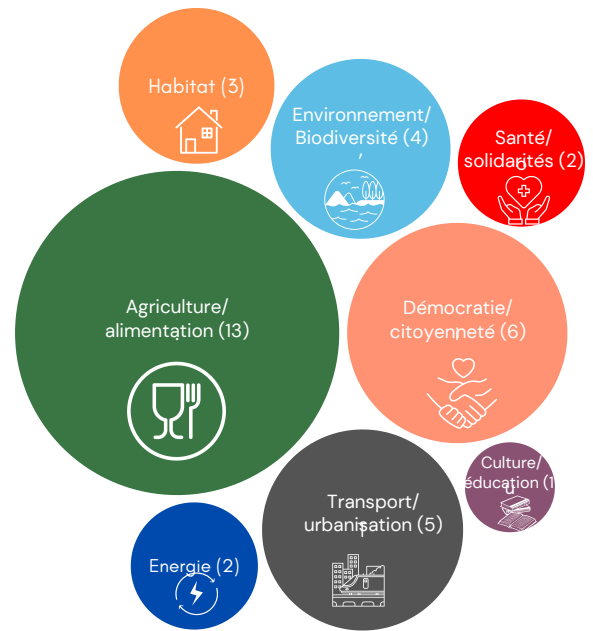 Habitat (3)
Environnement/
Biodiversité (4)
Santé/
solidarités (2)
Agriculture/
alimentation (13)
Démocratie/
citoyenneté (6)
Culture/
éducation (1
Transport/
urbanisation (5)
Energie (2)